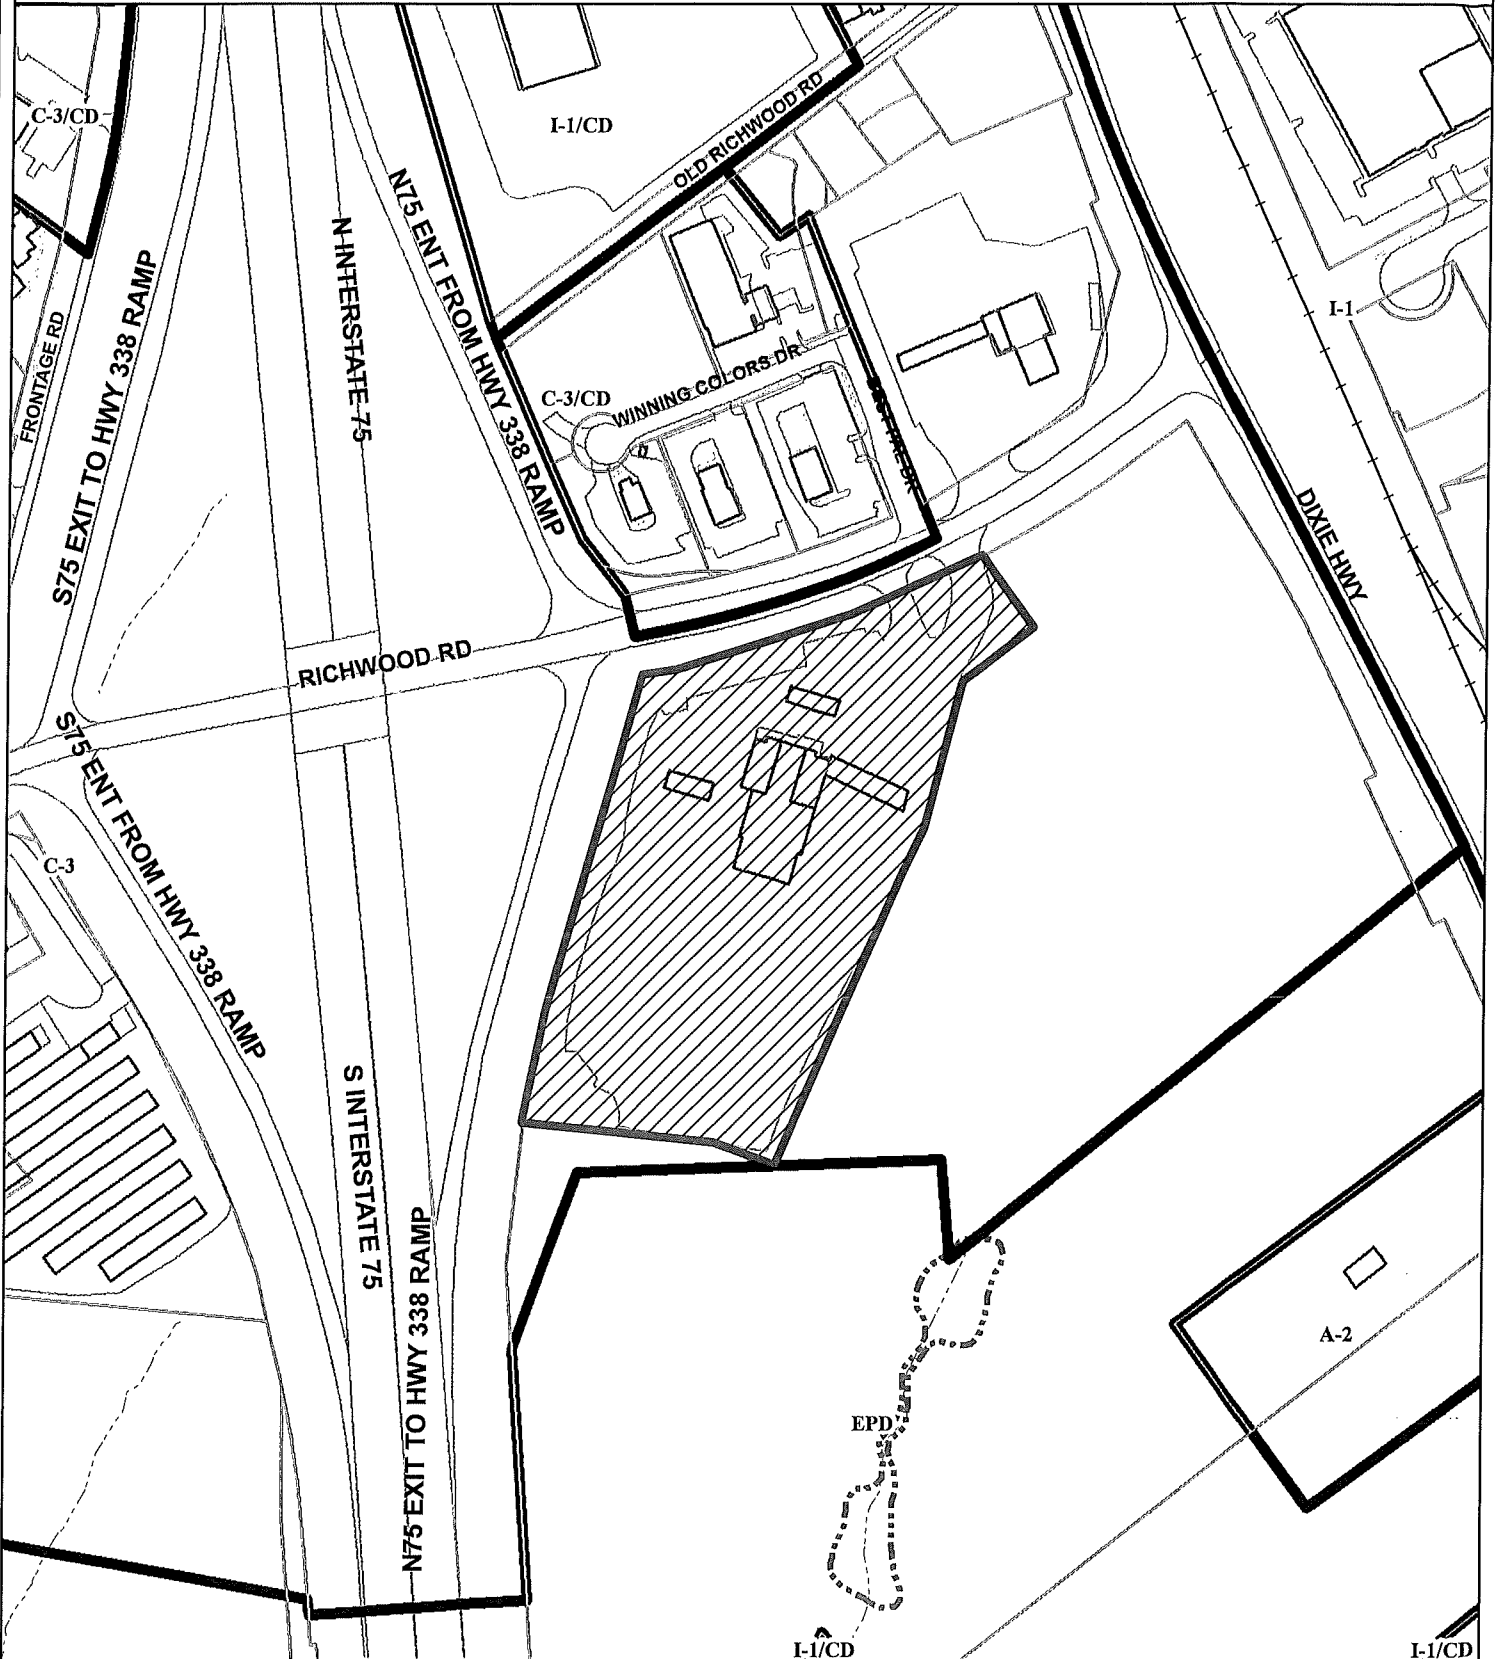 C-3/CD
I-1/CD
OLD RICHWOOD RD
N75 ENT FROM HWY 338 RAMP
N INTERSTATE 75
S75 EXIT TO HWY 338 RAMP
FRONTAGE RD
I-1
WINNING COLORS DR
C-3/CD
DR
DIXIE HWY
RICHWOOD RD
S75 ENT FROM HWY 338 RAMP
C-3
S INTERSTATE 75
N75 EXIT TO HWY 338 RAMP
A-2
EPD
I-1/CD
I-1/CD